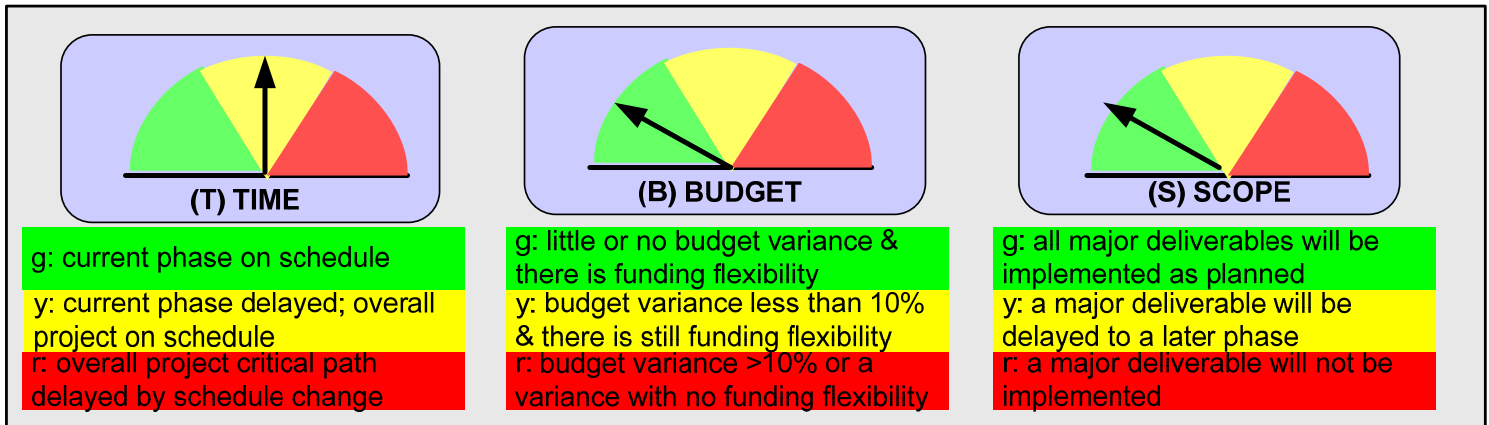 (T) TIME
g: current phase on schedule
y: current phase delayed; overall
project on schedule
r: overall project critical path
delayed by schedule change
(B) BUDGET
g: little or no budget variance &
there is funding flexibility
y: budget variance less than 10%
& there is still funding flexibility
r: budget variance >10% or a
variance with no funding flexibility
(S) SCOPE
g: all major deliverables will be
implemented as planned
y: a major deliverable will be
delayed to a later phase
r: a major deliverable will not be
implemented